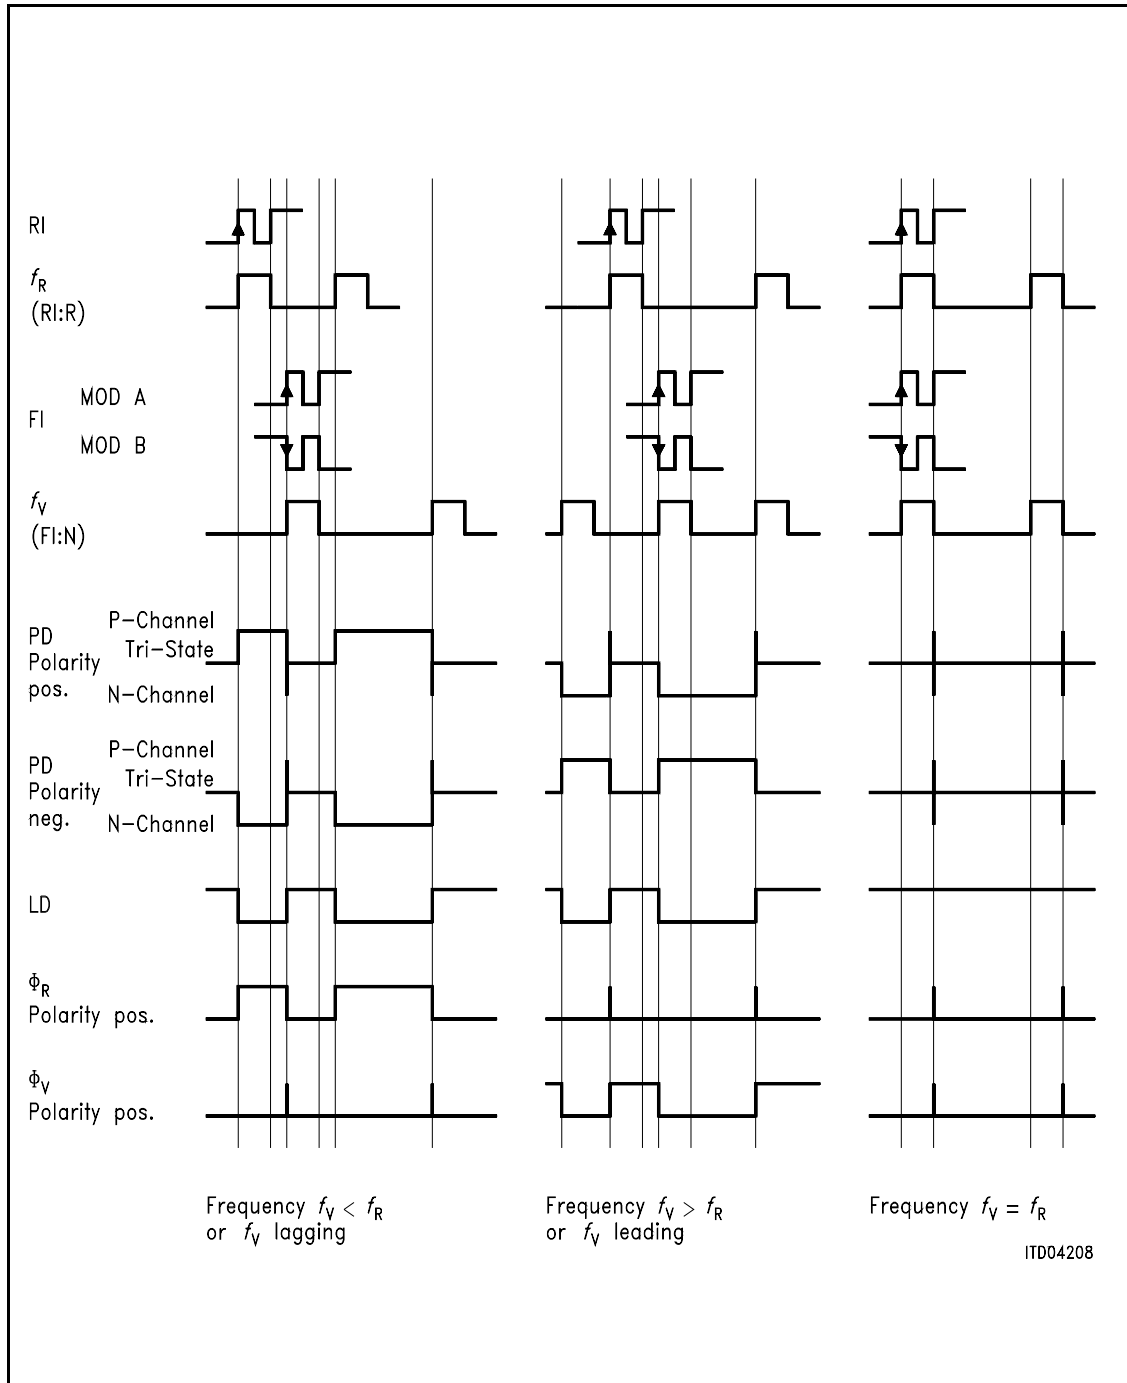 RI
fR
(RI:R)
MOD A
FI
MOD B
fV
(FI:N)
P-Channel
PD
Tri-State
Polarity
pos.
N-Channel
P-Channel
PD
Tri-State
Polarity
neg.
N-Channel
LD
ΦR
Polarity pos.
ΦV
Polarity pos.
Frequency fV < fR
or fV lagging
Frequency fV > fR
or fV leading
Frequency fV = fR
ITD04208